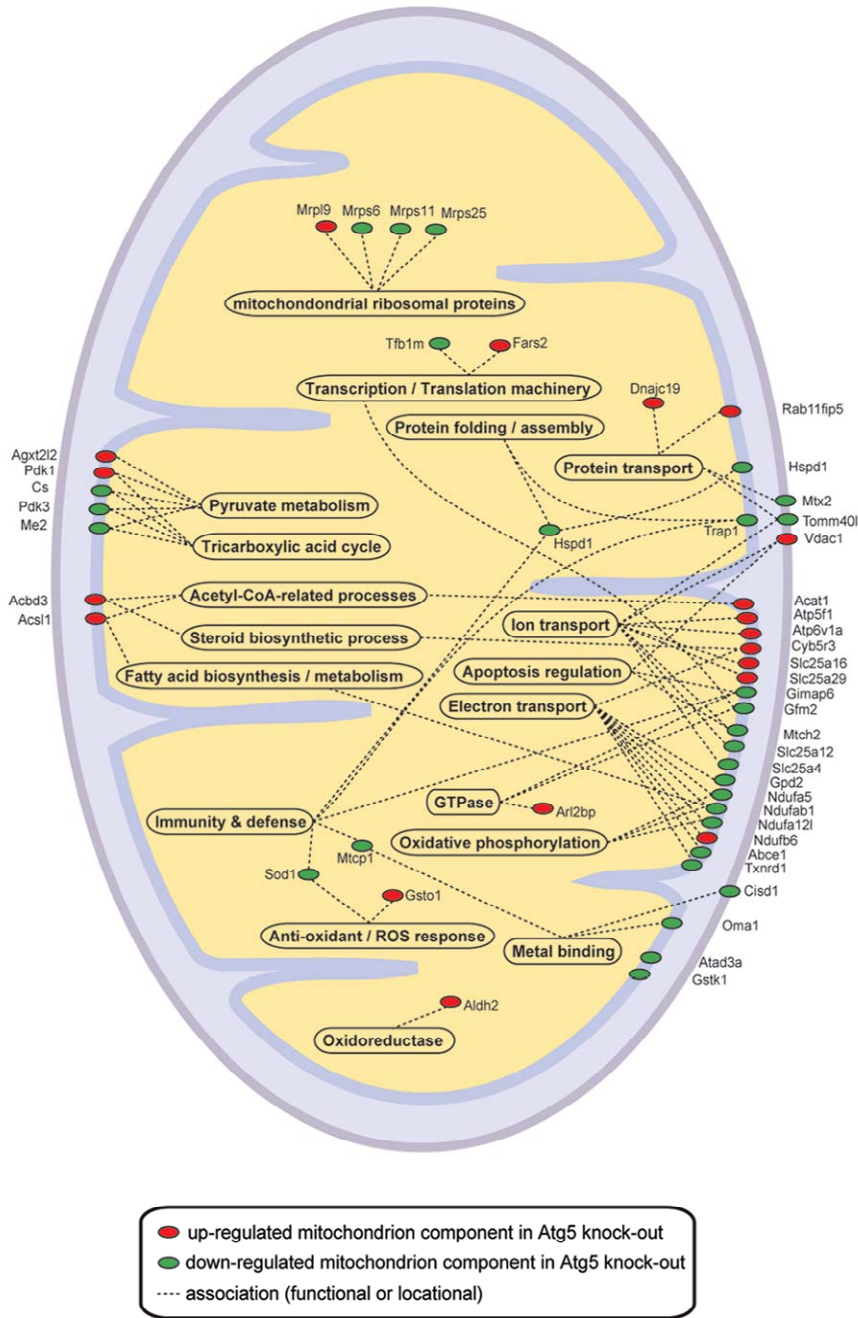 Mrpl9 Mrps6 Mrps11 Mrps25
mitochondondrial ribosomal proteins
Tfb1m Fars2
Transcription / Translation machinery
Dnajc19
Rab11fip5
Protein folding / assembly
Protein transport
Hspd1
Agxt2l2
Pdk1
Cs
Pdk3
Me2
Pyruvate metabolism
Tricarboxylic acid cycle
Hspd1
Trap1
Mtx2
Tomm40l
Vdac1
Acbd3
Acsl1
Acetyl-CoA-related processes
Steroid biosynthetic process
Fatty acid biosynthesis / metabolism
Ion transport
Apoptosis regulation
Electron transport
Acat1
Atp5f1
Atp6v1a
Cyb5r3
Slc25a16
Slc25a29
Gimap6
Gfm2
Mtch2
Slc25a12
Slc25a4
Gpd2
Ndufa5
Ndufab1
Ndufa12l
Ndufb6
Abce1
Txnrd1
GTPase
Arl2bp
Immunity & defense
Oxidative phosphorylation
Mtcp1
Sod1
Gsto1
Cisd1
Anti-oxidant / ROS response
Metal binding
Oma1
Atad3a
Gstk1
Aldh2
Oxidoreductase
up-regulated mitochondrion component in Atg5 knock-out
down-regulated mitochondrion component in Atg5 knock-out
association (functional or locational)